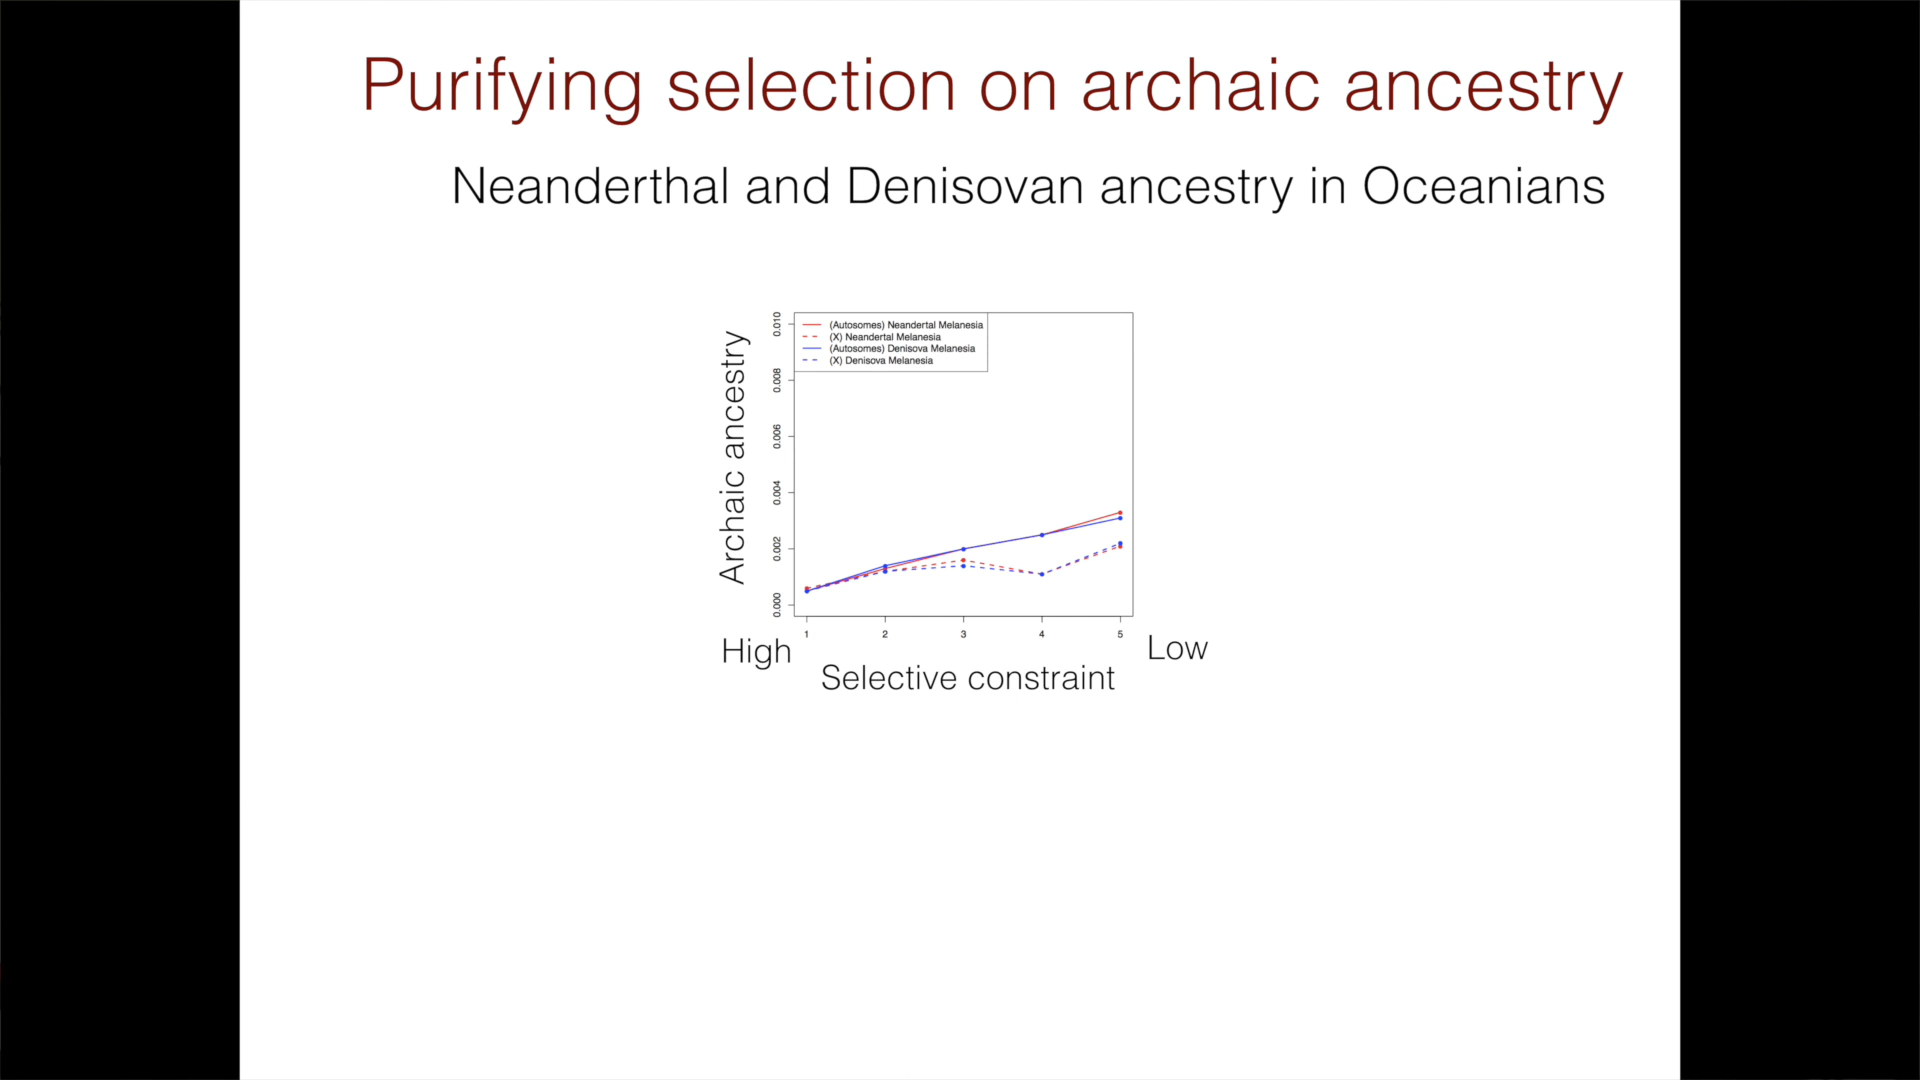 Purifying selection on archaic ancestry
Neanderthal and Denisovan ancestry in Oceanians
(Autosomes) Neandertal Melanesia
(X) Neandertal Melanesia
(Autosomes) Denisova Melanesia
(X) Denisova Melanesia
Archaic ancestry
0.010
0.008
0.006
0.004
0.002
0.000
1 2 3 4 5
High
Low
Selective constraint